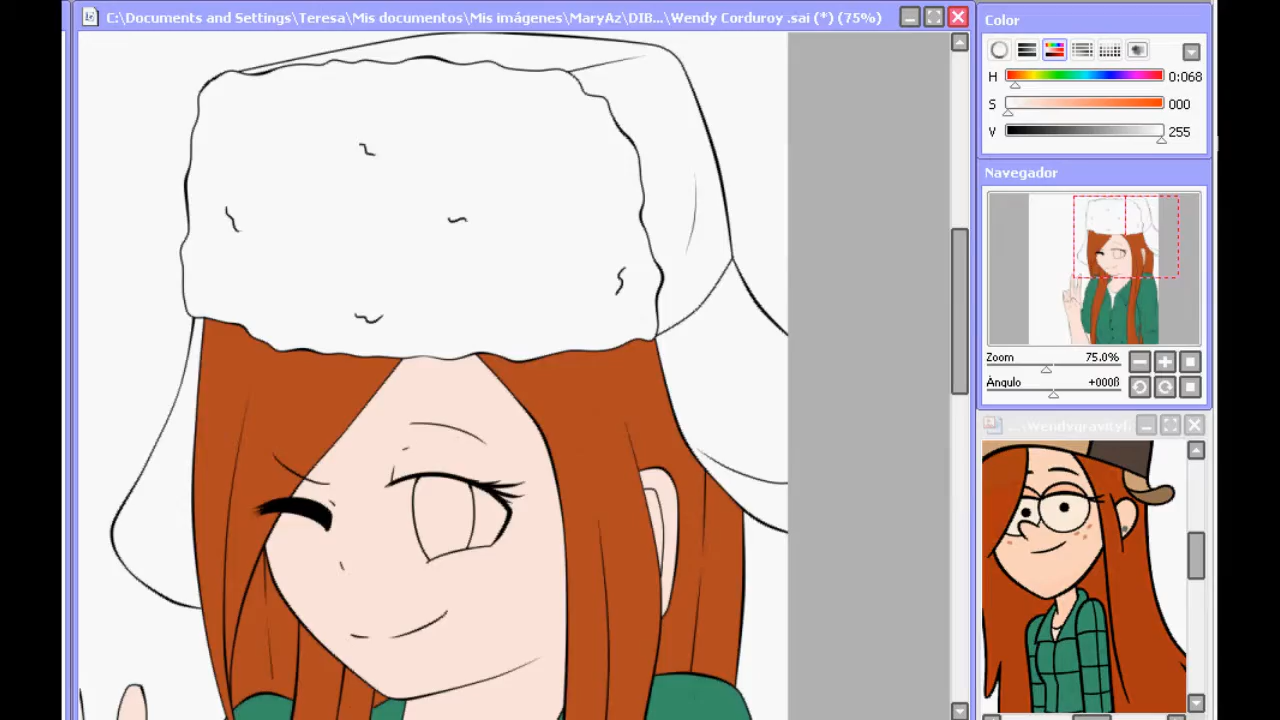 C:\Documents and Settings\Teresa\Mis documentos\Mis imágenes\MaryAz\DIB...\Wendy Corduroy .sai (*) (75%)
Color
H 0:068
S 000
V 255
Navegador
Zoom 75.0%
Ángulo +000ß
...\Wendygravityfi